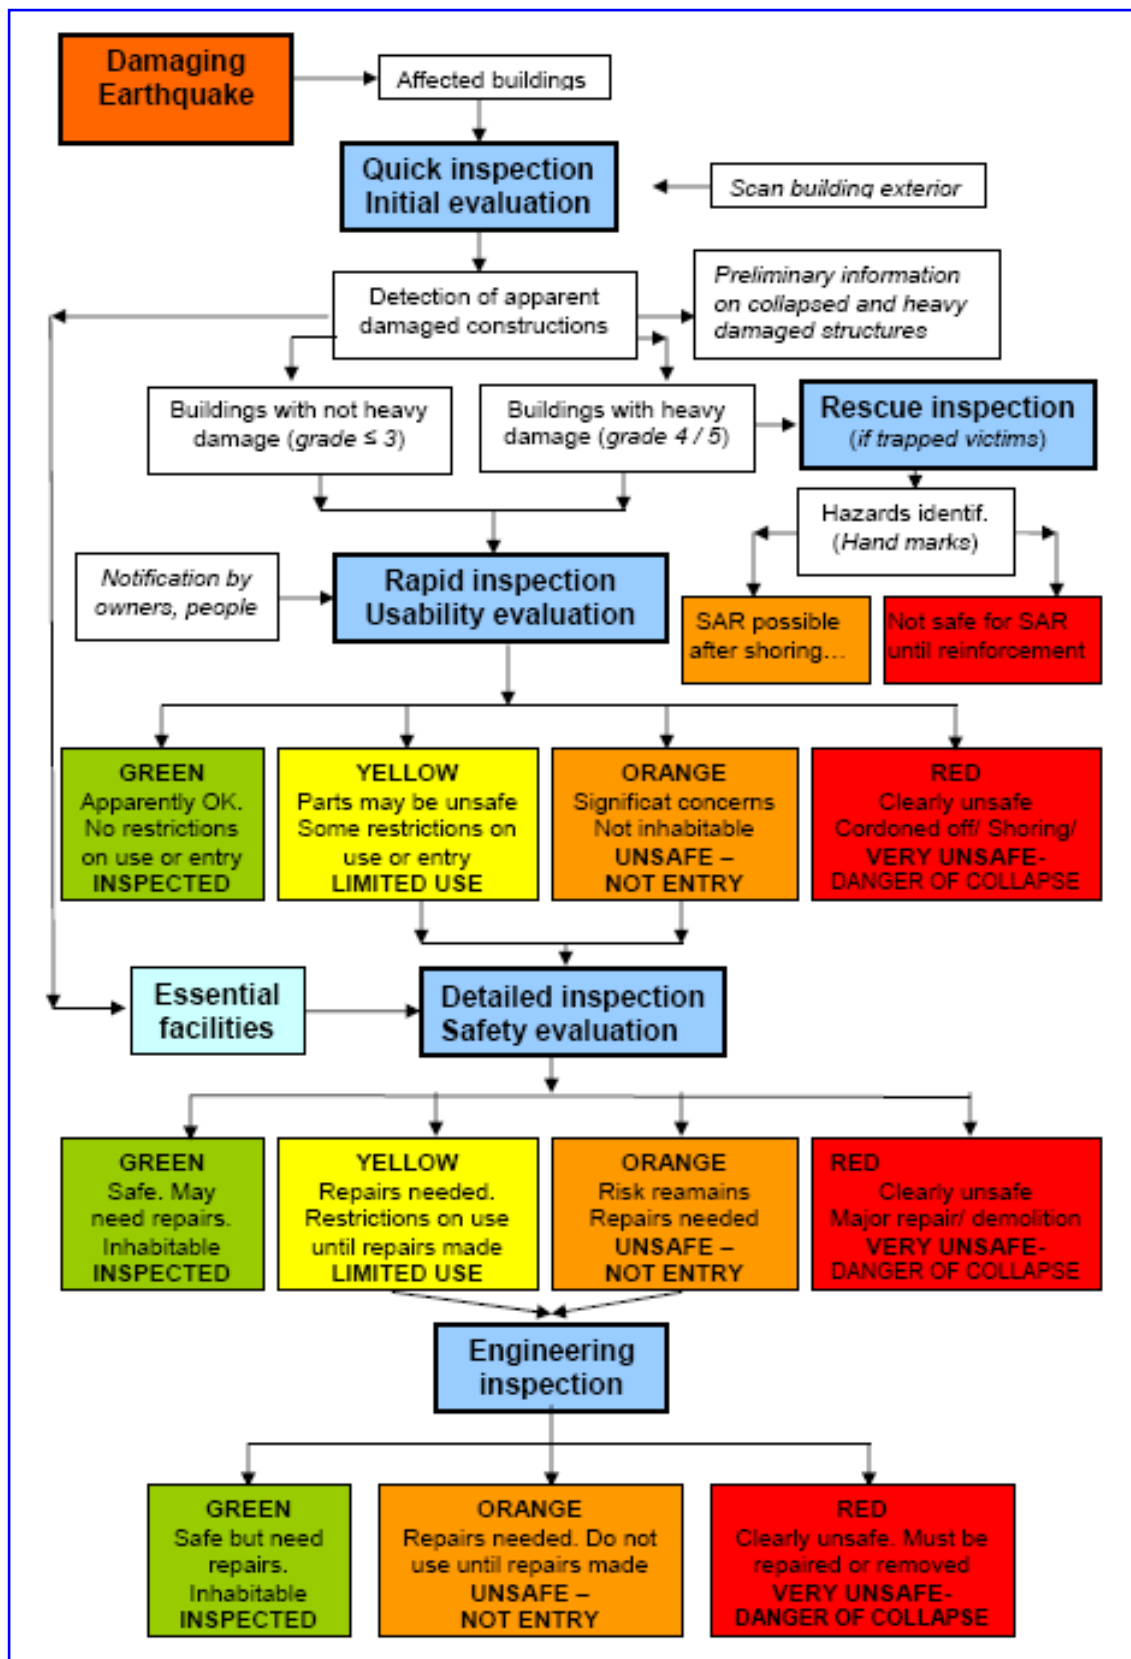 Damaging
Earthquake
Affected buildings
Quick inspection
Initial evaluation
Scan building exterior
Detection of apparent
damaged constructions
Preliminary information
on collapsed and heavy
damaged structures
Buildings with not heavy
damage (grade ≤ 3)
Buildings with heavy
damage (grade 4 / 5)
Rescue inspection
(if trapped victims)
Hazards identif.
(Hand marks)
Notification by
owners, people
Rapid inspection
Usability evaluation
SAR possible
after shoring…
Not safe for SAR
until reinforcement
GREEN
Apparently OK.
No restrictions
on use or entry
INSPECTED
YELLOW
Parts may be unsafe
Some restrictions on
use or entry
LIMITED USE
ORANGE
Significat concerns
Not inhabitable
UNSAFE –
NOT ENTRY
RED
Clearly unsafe
Cordoned off/ Shoring/
VERY UNSAFE-
DANGER OF COLLAPSE
Essential
facilities
Detailed inspection
Safety evaluation
GREEN
Safe. May
need repairs.
Inhabitable
INSPECTED
YELLOW
Repairs needed.
Restrictions on use
until repairs made
LIMITED USE
ORANGE
Risk reamains
Repairs needed
UNSAFE –
NOT ENTRY
RED
Clearly unsafe
Major repair/ demolition
VERY UNSAFE-
DANGER OF COLLAPSE
Engineering
inspection
GREEN
Safe but need
repairs.
Inhabitable
INSPECTED
ORANGE
Repairs needed. Do not
use until repairs made
UNSAFE –
NOT ENTRY
RED
Clearly unsafe. Must be
repaired or removed
VERY UNSAFE-
DANGER OF COLLAPSE